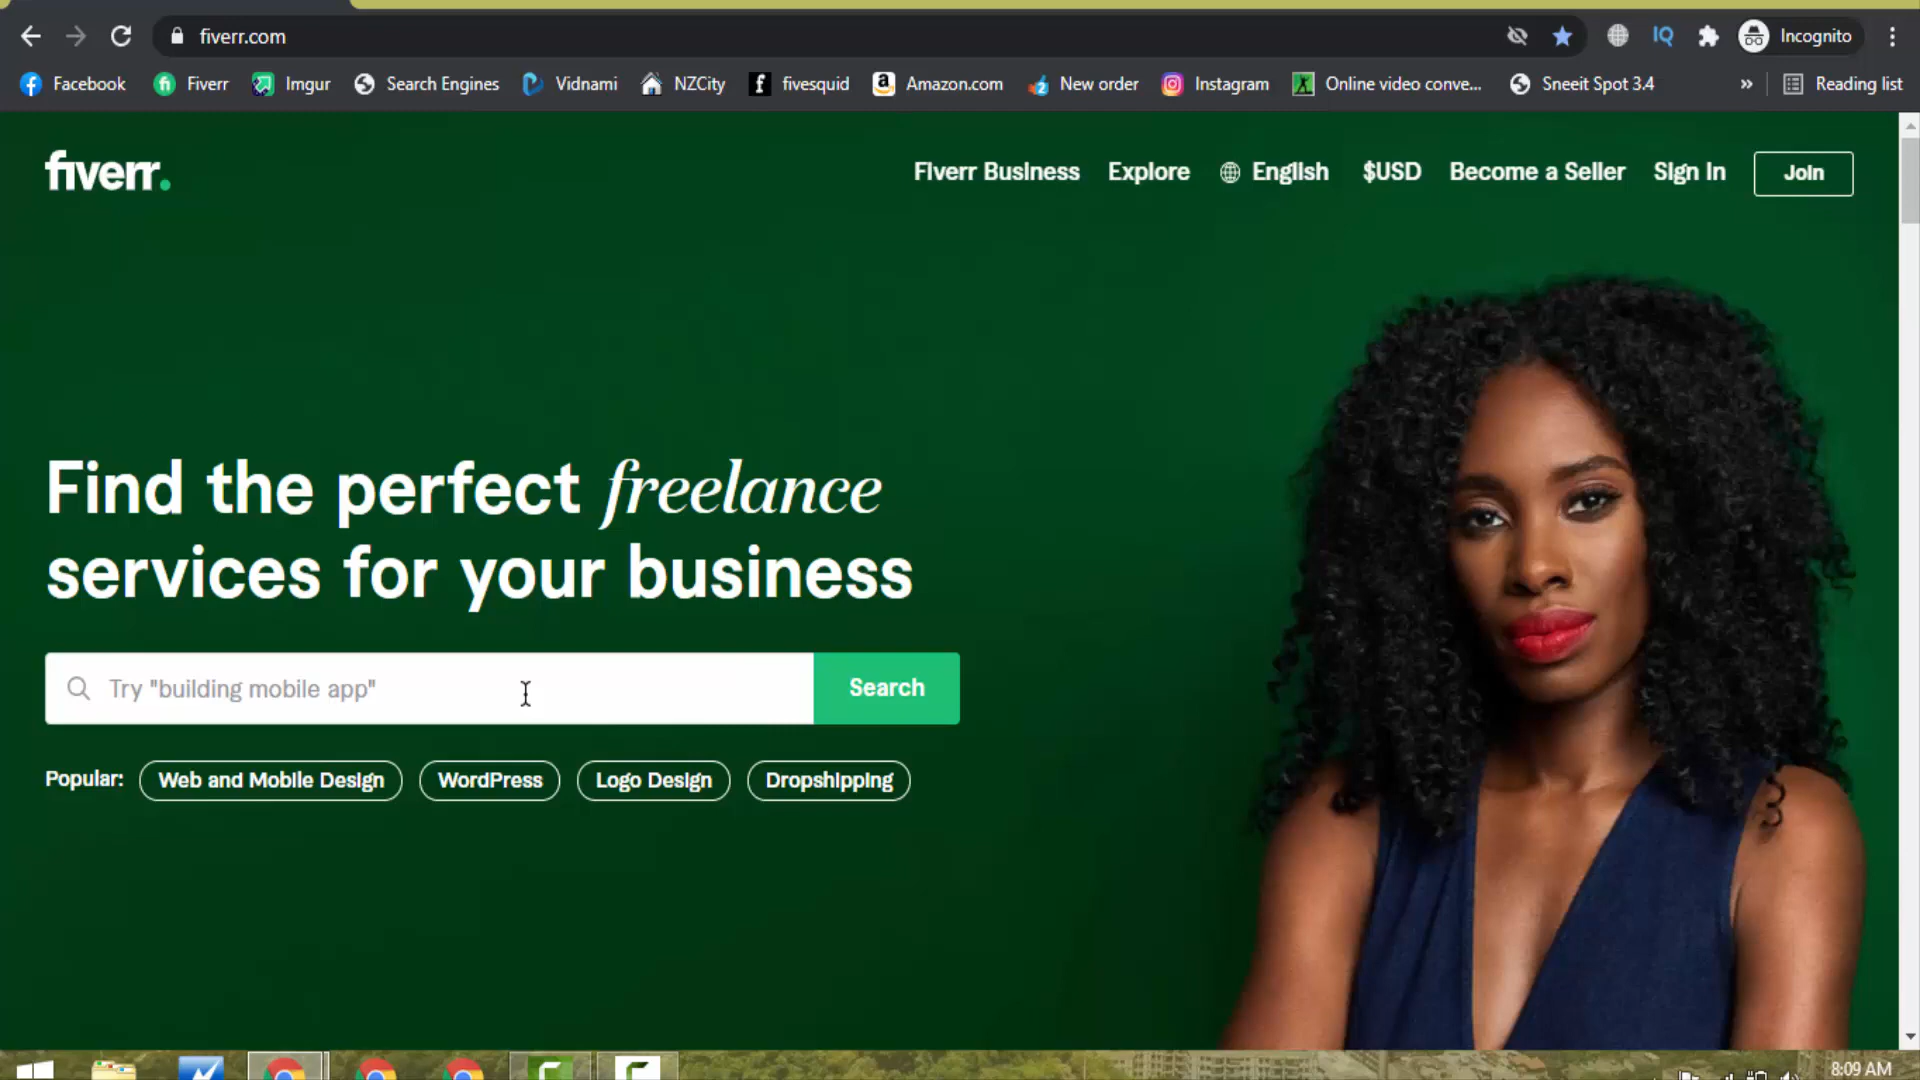 fiverr.com
Incognito
Facebook
Fiverr
Imgur
Search Engines
Vidnami
NZCity
fivesquid
Amazon.com
New order
Instagram
Online video conve...
Sneeit Spot 3.4
»
Reading list
fiverr.
Fiverr Business
Explore
English
$USD
Become a Seller
Sign In
Join
Find the perfect freelance
services for your business
Try "building mobile app"
Search
Popular:
Web and Mobile Design
WordPress
Logo Design
Dropshipping
8:09 AM